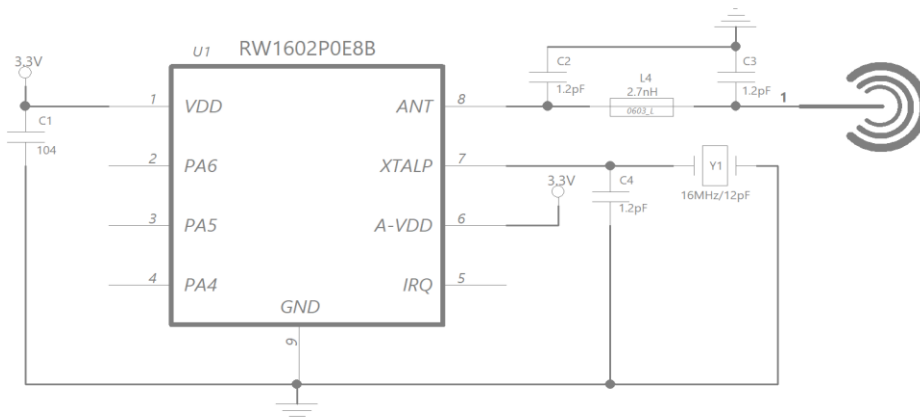 U1 RW1602P0E8B
3.3V
C1
104
1 VDD
2 PA6
3 PA5
4 PA4
GND
9
ANT 8
XTALP 7
A-VDD 6
IRQ 5
C2
1.2pF
L4
2.7nH
0603_L
C3
1.2pF
1
3.3V
C4
1.2pF
Y1
16MHz/12pF